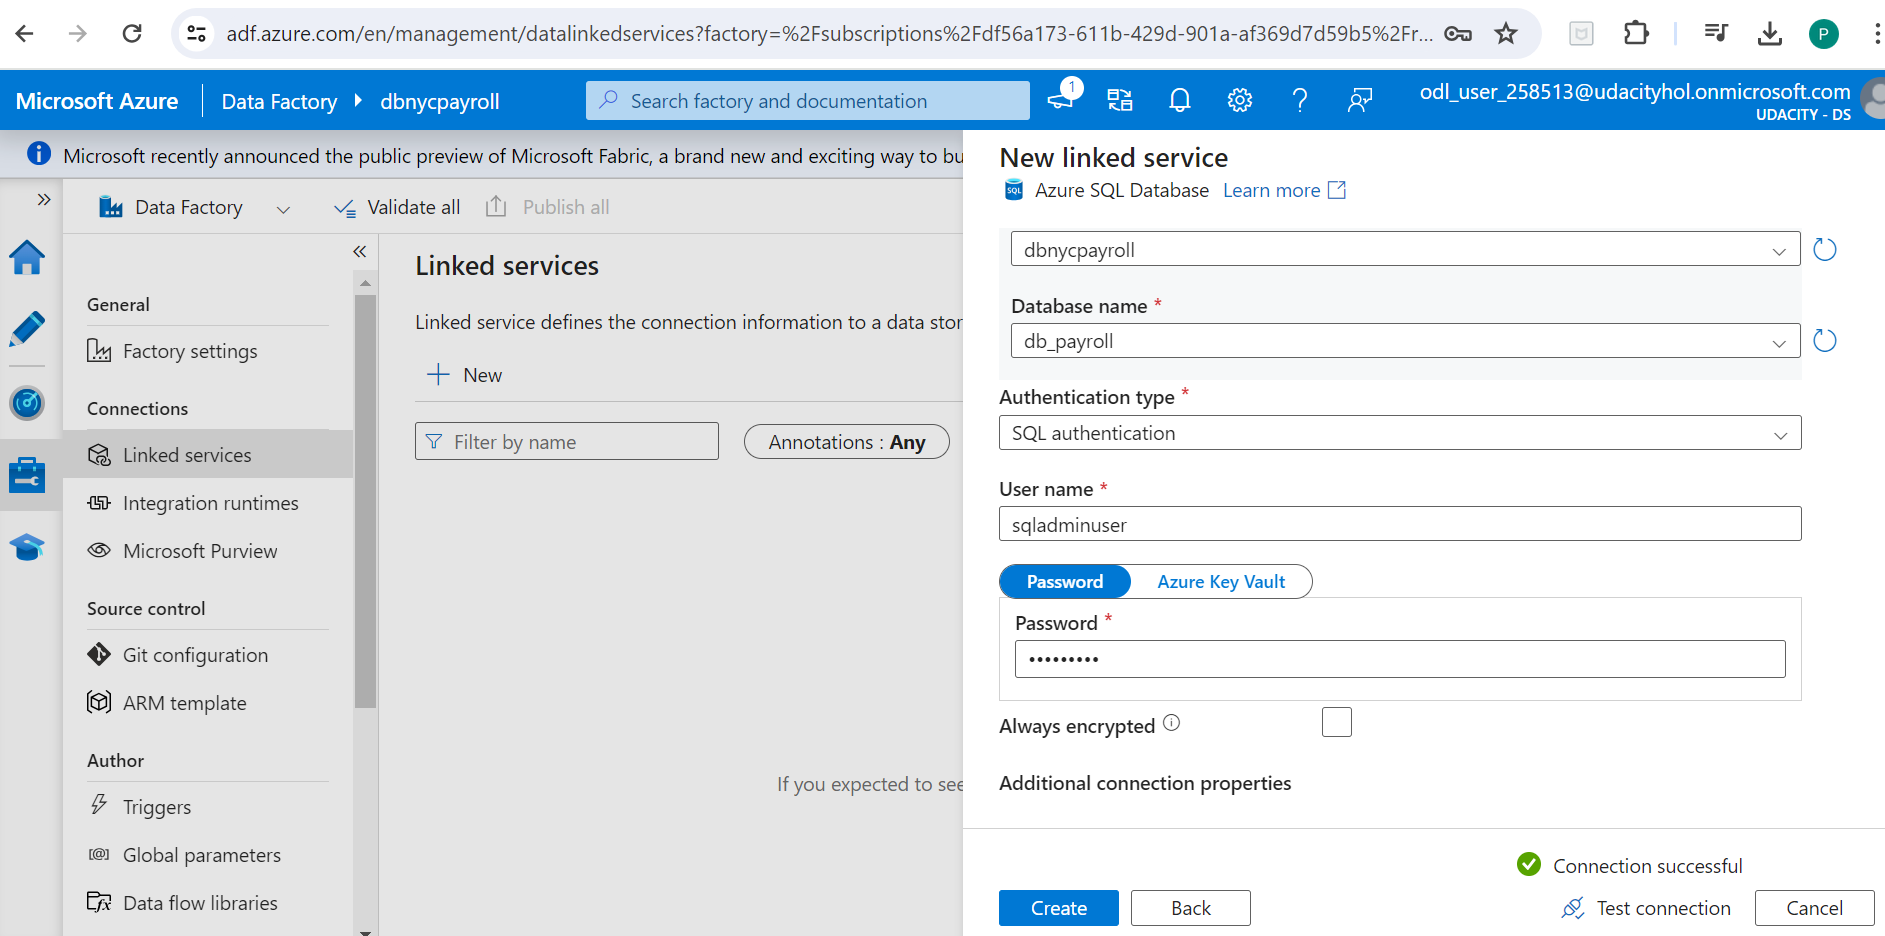 adf.azure.com/en/management/datalinkedservices?factory=%2Fsubscriptions%2Fdf56a173-611b-429d-901a-af369d7d59b5%2Fr...
P
Microsoft Azure
Data Factory
dbnycpayroll
Search factory and documentation
1
odl_user_258513@udacityhol.onmicrosoft.com
UDACITY - DS
Microsoft recently announced the public preview of Microsoft Fabric, a brand new and exciting way to bu
Data Factory
Validate all
Publish all
General
Factory settings
Connections
Linked services
Integration runtimes
Microsoft Purview
Source control
Git configuration
ARM template
Author
Triggers
Global parameters
Data flow libraries
Linked services
Linked service defines the connection information to a data stor
New
Filter by name
Annotations : Any
If you expected to see
New linked service
SQL
Azure SQL Database Learn more
dbnycpayroll
Database name *
db_payroll
Authentication type *
SQL authentication
User name *
sqladminuser
Password
Azure Key Vault
Password *
•••••••••
Always encrypted
Additional connection properties
Connection successful
Create
Back
Test connection
Cancel